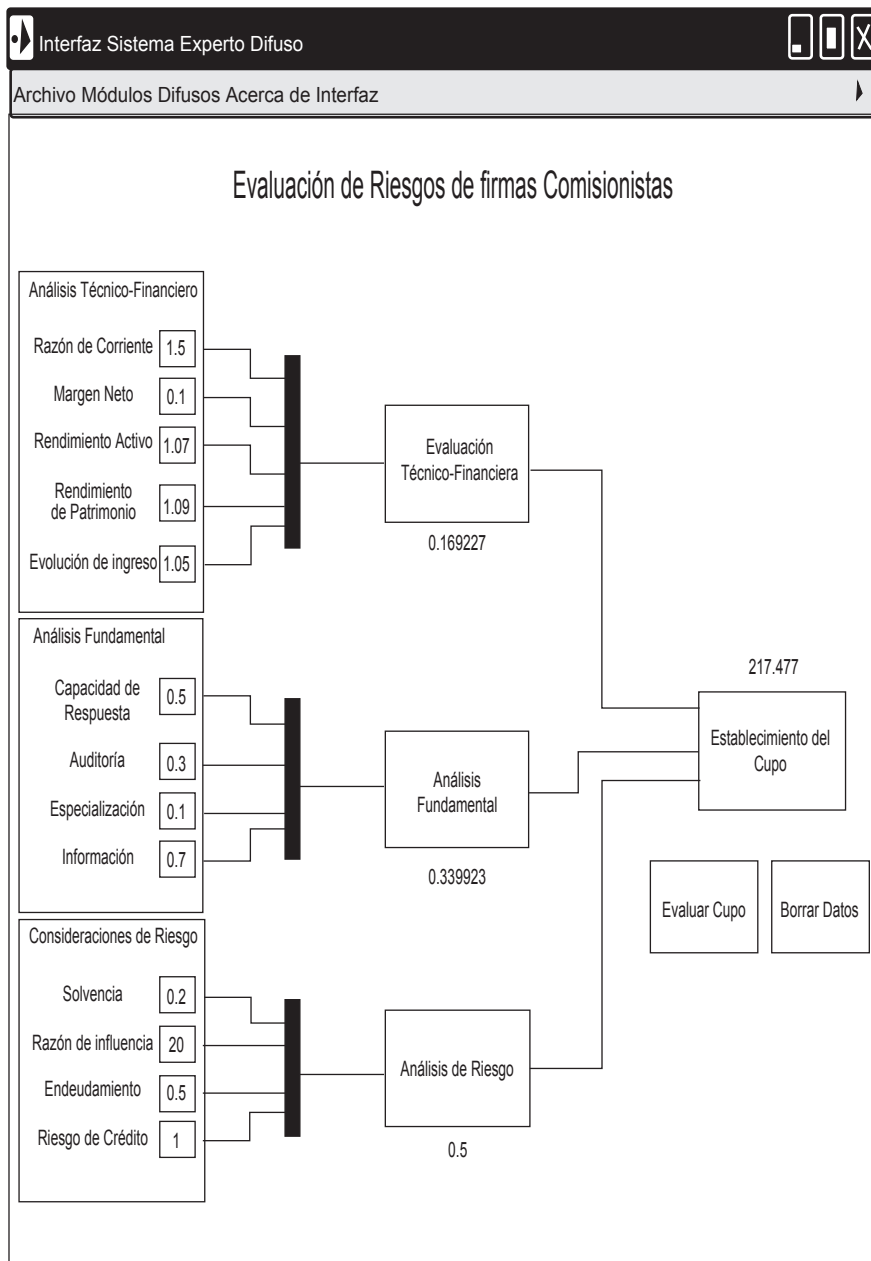 Interfaz Sistema Experto Difuso
Archivo Módulos Difusos Acerca de Interfaz
Evaluación de Riesgos de firmas Comisionistas
Análisis Técnico-Financiero
Razón de Corriente 1.5
Margen Neto 0.1
Rendimiento Activo 1.07
Rendimiento
de Patrimonio 1.09
Evolución de ingreso 1.05
Evaluación
Técnico-Financiera
0.169227
Análisis Fundamental
Capacidad de
Respuesta 0.5
Auditoría 0.3
Especialización 0.1
Información 0.7
Análisis
Fundamental
0.339923
217.477
Establecimiento del
Cupo
Evaluar Cupo
Borrar Datos
Consideraciones de Riesgo
Solvencia 0.2
Razón de influencia 20
Endeudamiento 0.5
Riesgo de Crédito 1
Análisis de Riesgo
0.5